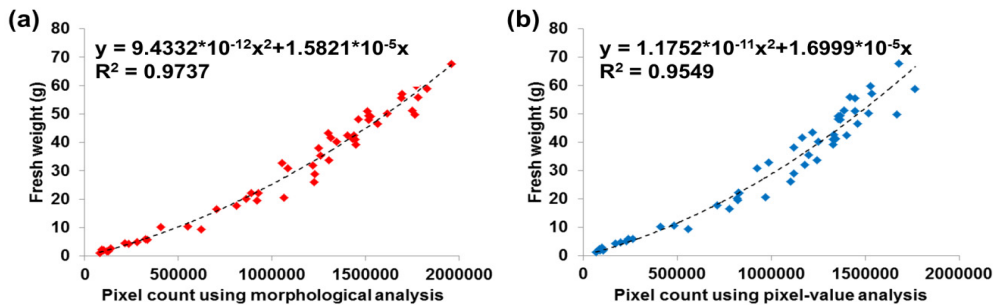 (a)
y = 9.4332*10-12x2+1.5821*10-5x
R2 = 0.9737
Fresh weight (g)
80
70
60
50
40
30
20
10
0
0 500000 1000000 1500000 2000000
Pixel count using morphological analysis
(b)
y = 1.1752*10-11x2+1.6999*10-5x
R2 = 0.9549
Fresh weight (g)
80
70
60
50
40
30
20
10
0
0 500000 1000000 1500000 2000000
Pixel count using pixel-value analysis